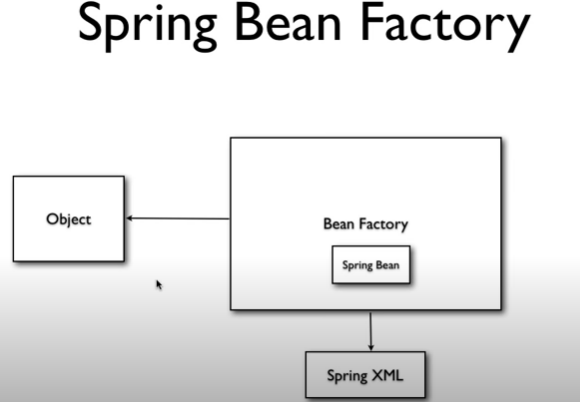 Spring Bean Factory
Object
Bean Factory
Spring Bean
Spring XML